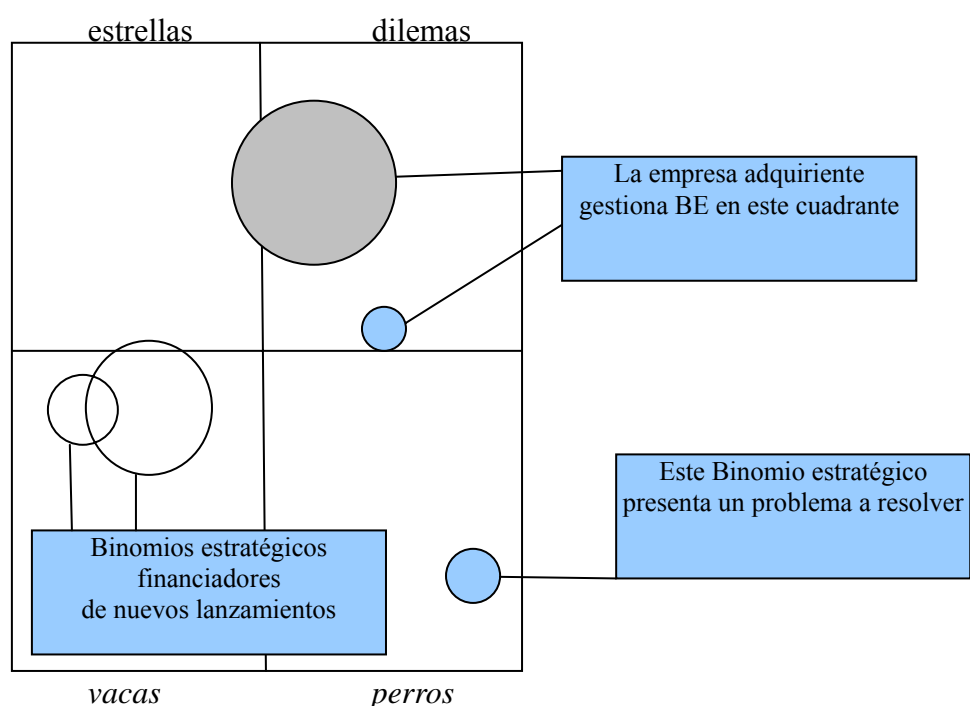 estrellas
dilemas
La empresa adquiriente
gestiona BE en este cuadrante
Este Binomio estratégico
presenta un problema a resolver
Binomios estratégicos
financiadores
de nuevos lanzamientos
vacas
perros